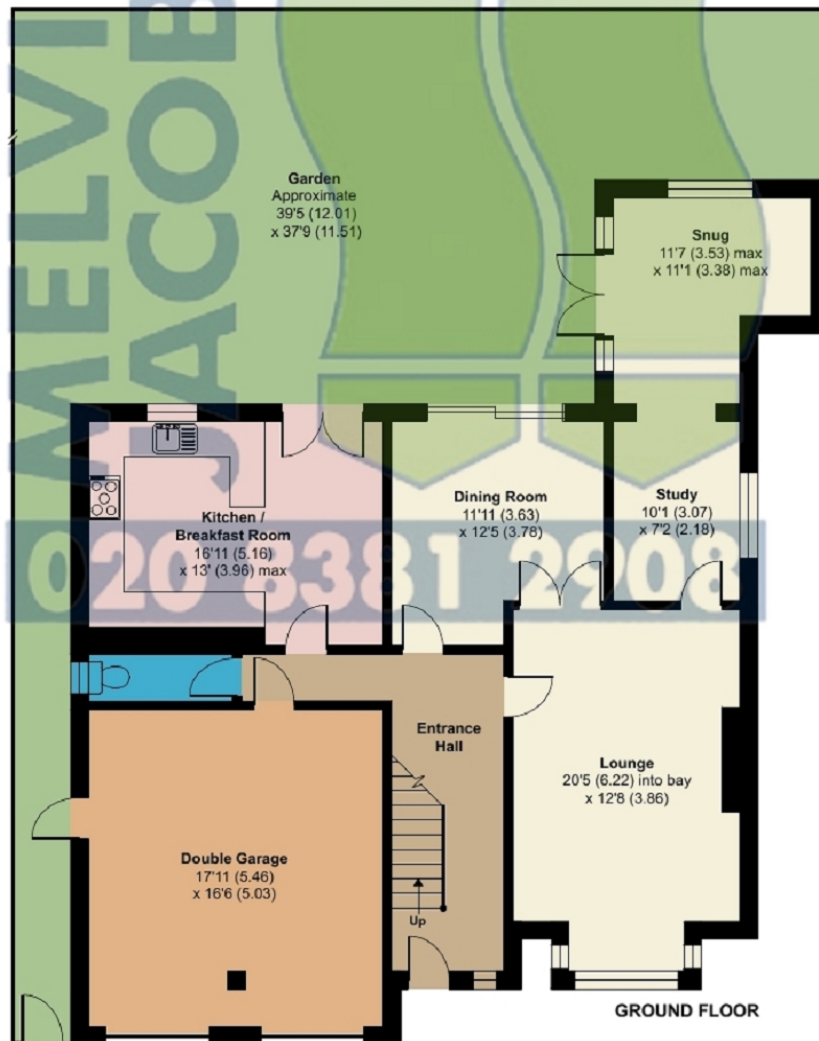 MELVI
JACOB
Garden
Approximate
39'5 (12.01)
x 37'9 (11.51)
Snug
11'7 (3.53) max
x 11'1 (3.38) max
Kitchen /
Breakfast Room
16'11 (5.16)
x 13' (3.96) max
Dining Room
11'11 (3.63)
x 12'5 (3.78)
Study
10'1 (3.07)
x 7'2 (2.18)
020 8381 2908
Entrance
Hall
Lounge
20'5 (6.22) into bay
x 12'8 (3.86)
Double Garage
17'11 (5.46)
x 16'6 (5.03)
Up
GROUND FLOOR